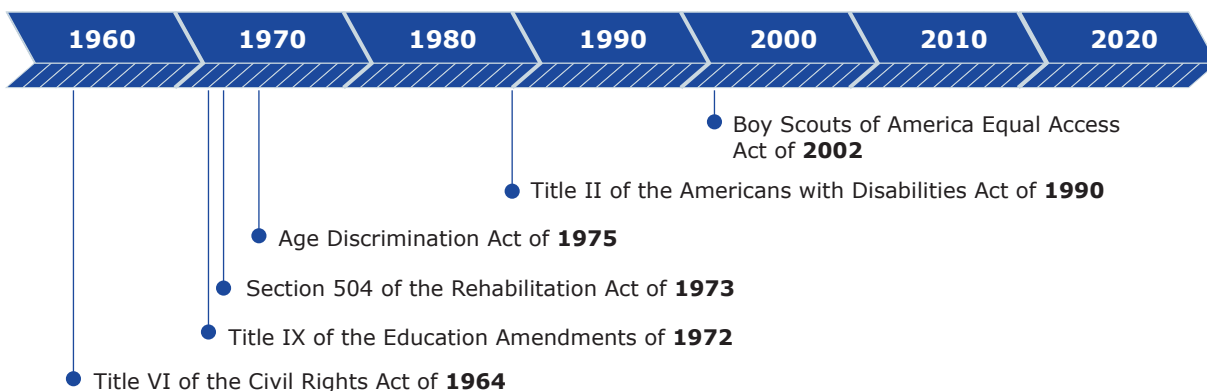 1960 1970 1980 1990 2000 2010 2020
Boy Scouts of America Equal Access
Act of 2002
Title II of the Americans with Disabilities Act of 1990
Age Discrimination Act of 1975
Section 504 of the Rehabilitation Act of 1973
Title IX of the Education Amendments of 1972
Title VI of the Civil Rights Act of 1964